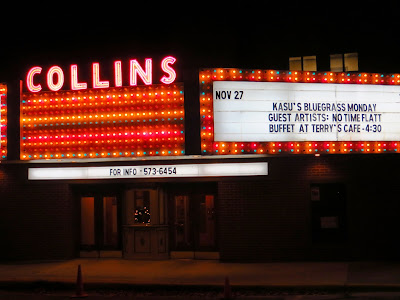 COLLINS
NOV 27
KASU'S BLUEGRASS MONDAY
GUEST ARTISTS: NO TIME FLATT
BUFFET AT TERRY'S CAFE-4:30
FOR INFO - 573-6454